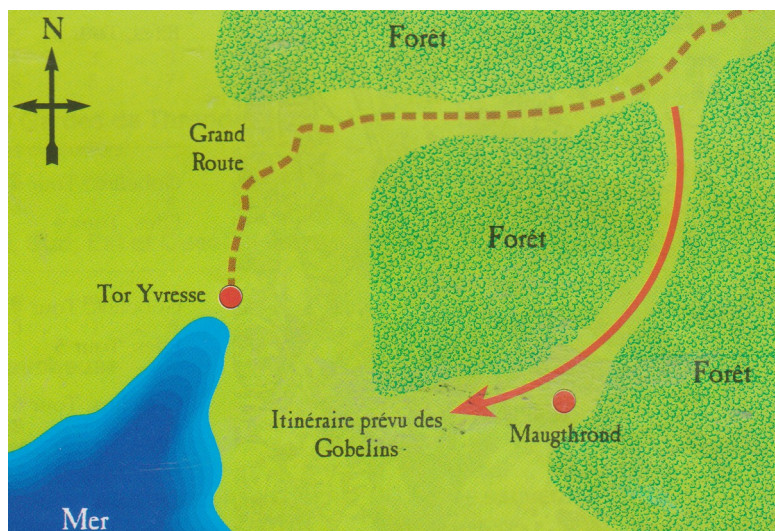 N
Forêt
Grand
Route
Forêt
Tor Yvresse
Forêt
Itinéraire prévu des
Gobelins
Maugthrond
Mer